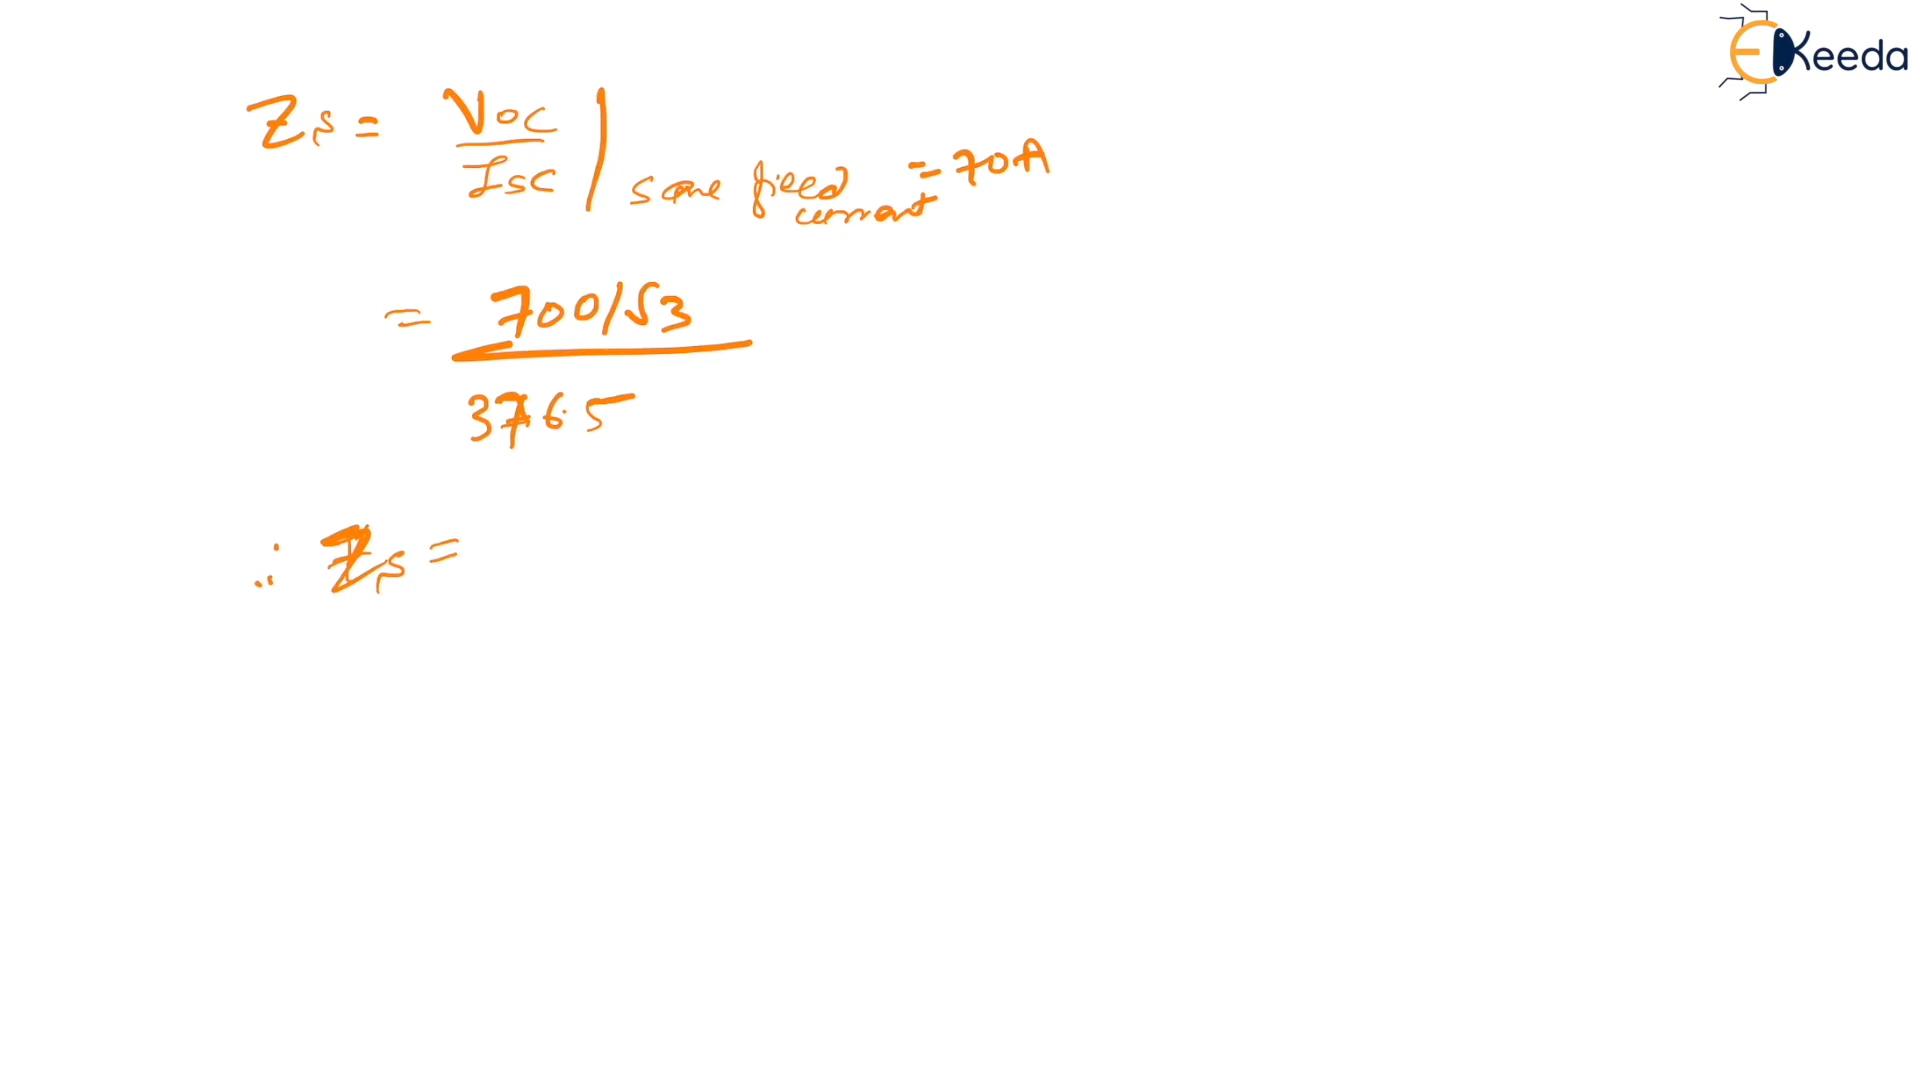 EKeeda
Zs = Voc / Isc | same field current = 70A
= 700/√3
376.5
∴ Zs =